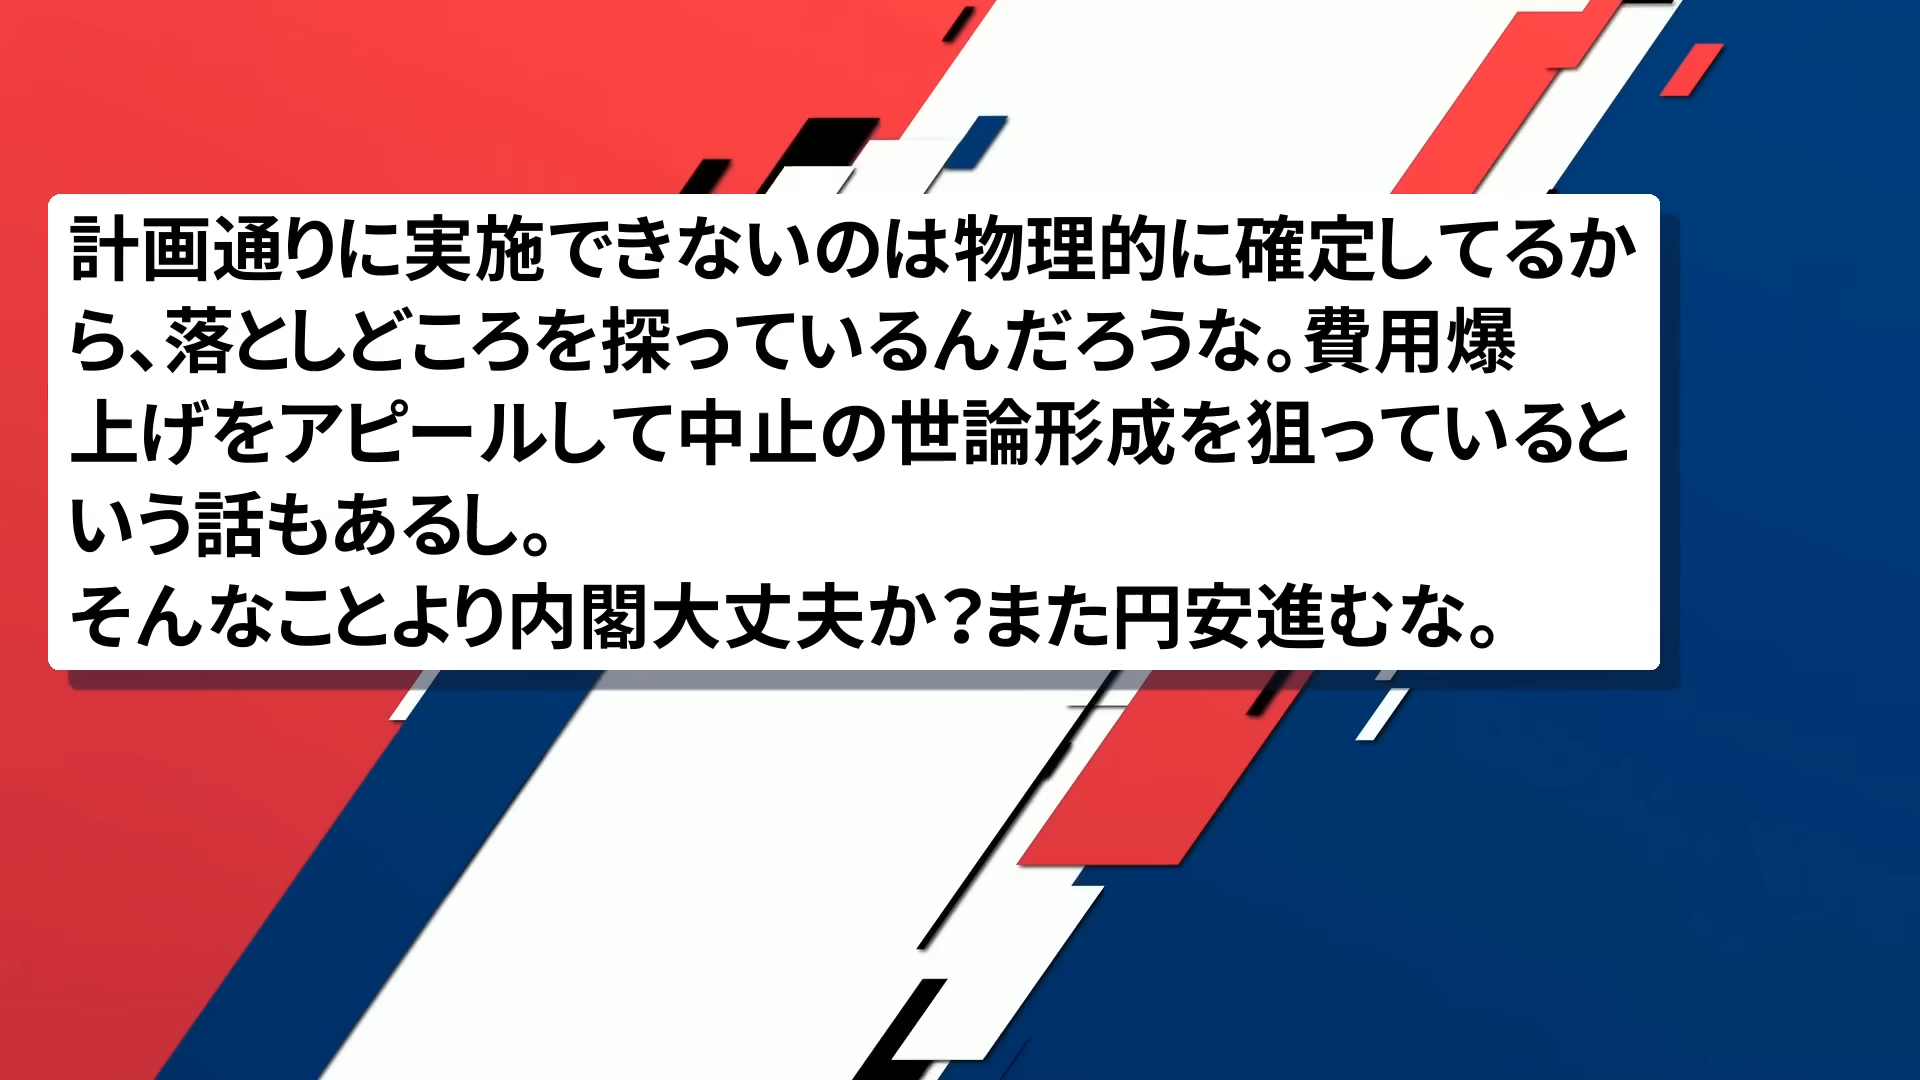 計画通りに実施できないのは物理的に確定してるか
ら、落としどころを探っているんだろうな。費用爆
上げをアピールして中止の世論形成を狙っていると
いう話もあるし。
そんなことより内閣大丈夫か？また円安進むな。